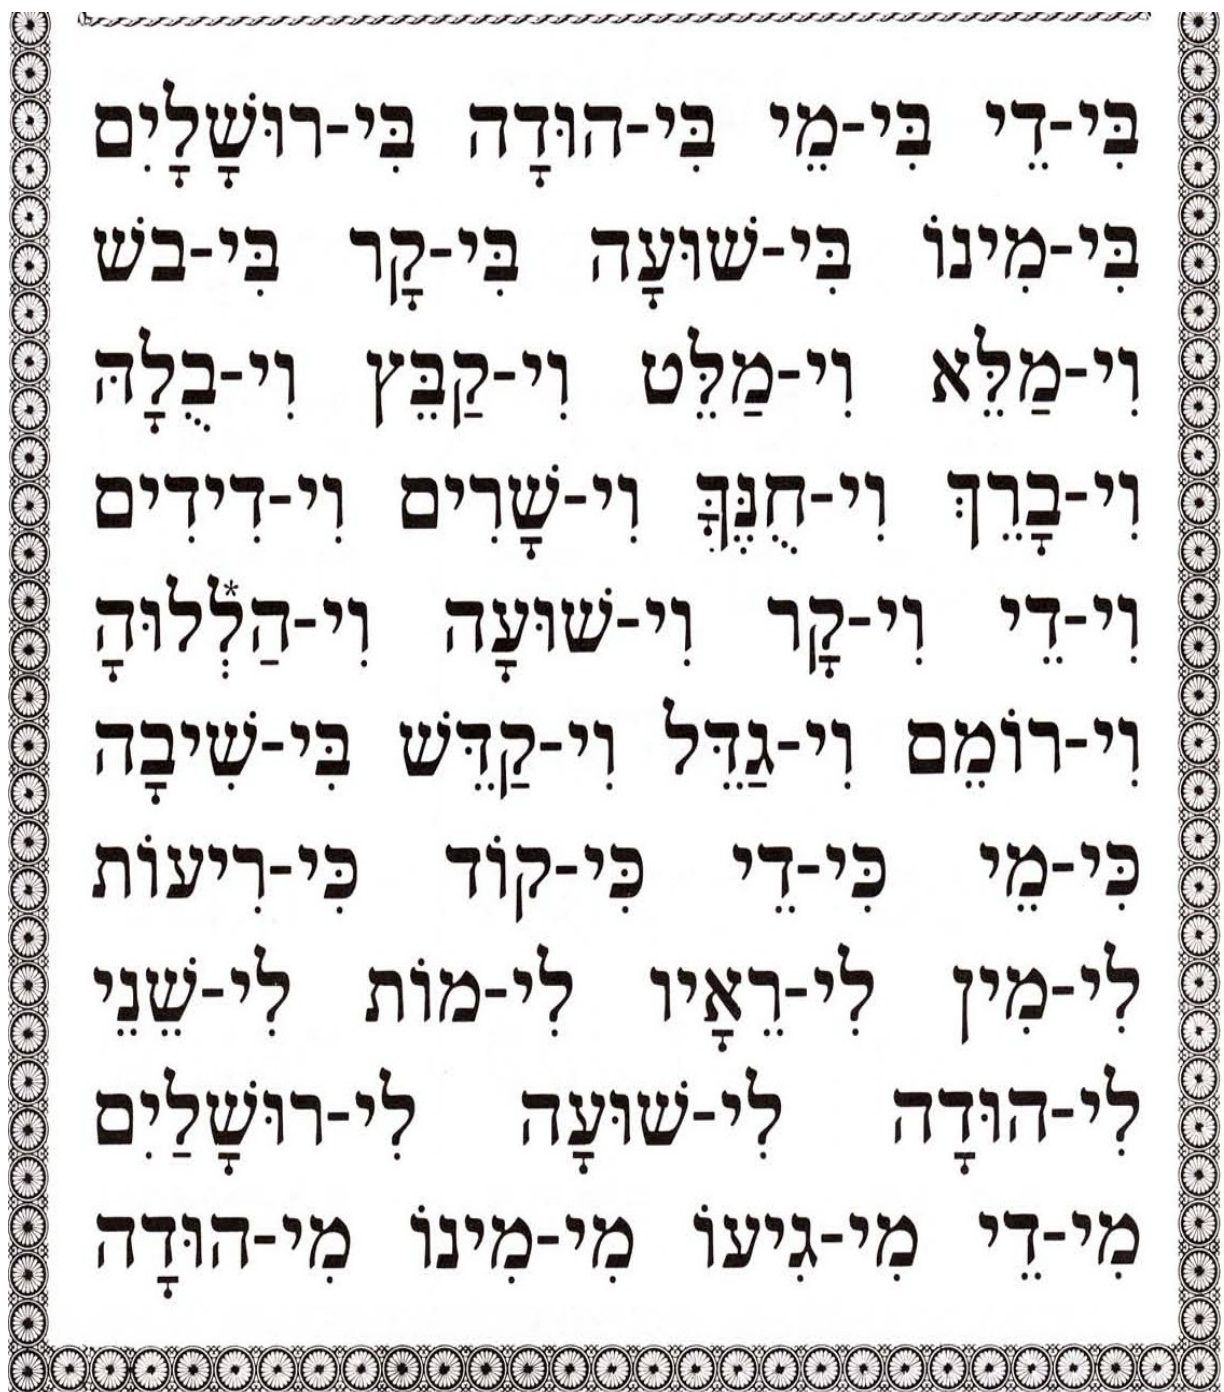 בִּי-דֵי בִּי-מֵי בִּי-הוּדָה בִּי-רוּשָׁלָיִם
בִּי-מִינוֹ בִּי-שׁוּעָה בִּי-קָר בִּי-בשׁ
וִי-מַלֵּא וִי-מַלֵּט וִי-קַבֵּץ וִי-בֻלָהּ
וִי-בָרֵךְ וִי-חֻנֶּךָּ וִי-שָׁרִים וִי-דִידִים
וִי-דֵי וִי-קָר וִי-שׁוּעָה וִי-הַלְ*לוּהָ
וִי-רוֹמֵם וִי-גַדֵּל וִי-קַדֵּשׁ בִּי-שִׁיבָה
כִּי-מֵי כִּי-דֵי כִּי-קוֹד כִּי-רִיעוֹת
לִי-מִין לִי-רֵאָיו לִי-מוֹת לִי-שֵׁנֵי
לִי-הוּדָה לִי-שׁוּעָה לִי-רוּשָׁלַיִם
מִי-דֵי מִי-גִיעוֹ מִי-מִינוֹ מִי-הוּדָה